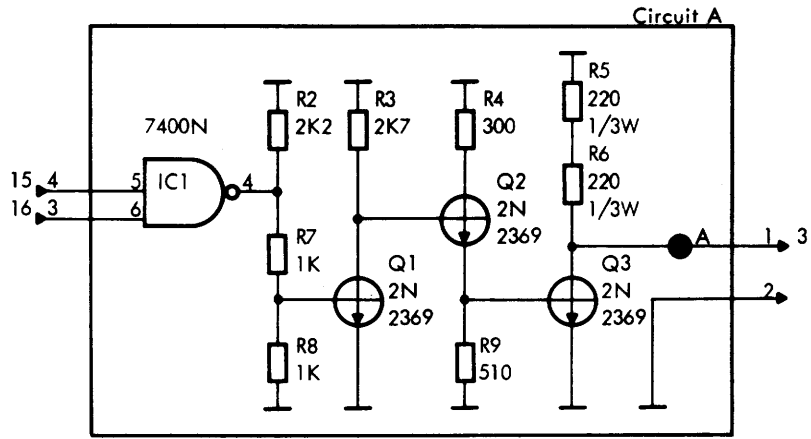 Circuit A
7400N
15
4
16
3
5
6
IC1
4
R2
2K2
R3
2K7
R4
300
R5
220
1/3W
R6
220
1/3W
R7
1K
Q1
2N
2369
Q2
2N
2369
Q3
2N
2369
A
1
3
2
R8
1K
R9
510